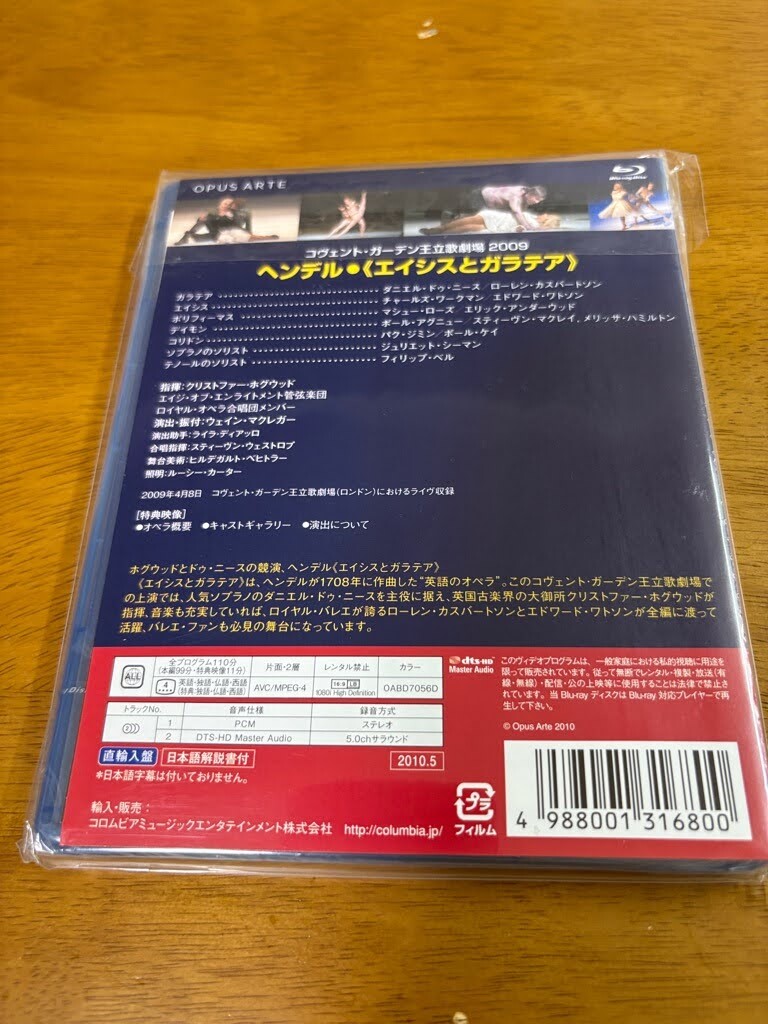 OPUS ARTE
Blu-ray Disc
コヴェント・ガーデン王立歌劇場 2009
ヘンデル●《エイシスとガラテア》
ガラテア ………… ダニエル・ドゥ・ニース／ローレン・カスバートソン
エイシス ………… チャールズ・ワークマン エドワード・ワトソン
ポリフィーマス ………… マシュー・ローズ／エリック・アンダーウッド
デイモン ………… ポール・アグニュー／スティーヴン・マクレイ, メリッサ・ハミルトン
コリドン ………… パク・ジミン／ポール・ケイ
ソプラノのソリスト ………… ジュリエット・シーマン
テノールのソリスト ………… フィリップ・ベル
指揮：クリストファー・ホグウッド
エイジ・オブ・エンライトメント管弦楽団
ロイヤル・オペラ合唱団メンバー
演出・振付：ウェイン・マクレガー
演出助手：ライラ・ディアッロ
合唱指揮：スティーヴン・ウェストロプ
舞台美術：ヒルデガルト・ベヒトラー
照明：ルーシー・カーター
2009年4月8日 コヴェント・ガーデン王立歌劇場(ロンドン)におけるライヴ収録
[特典映像]
●オペラ概要 ●キャストギャラリー ●演出について
ホグウッドとドゥ・ニースの競演、ヘンデル《エイシスとガラテア》
《エイシスとガラテア》は、ヘンデルが1708年に作曲した“英語のオペラ”。このコヴェント・ガーデン王立歌劇場で
の上演では、人気ソプラノのダニエル・ドゥ・ニースを主役に据え、英国古楽界の大御所クリストファー・ホグウッドが
指揮、音楽も充実していれば、ロイヤル・バレエが誇るローレン・カスバートソンとエドワード・ワトソンが全編に渡って
活躍、バレエ・ファンも必見の舞台になっています。
ALL
全プログラム110分
(本編99分・特典映像11分)
片面・2層
レンタル禁止
カラー
4
英語・独語・仏語・西語
(特典:独語・仏語・西語)
AVC/MPEG-4
16:9 LB
1080i High Definition
OABD7056D
トラックNo. 音声仕様 録音方式
1 PCM ステレオ
2 DTS-HD Master Audio 5.0chサラウンド
直輸入盤 日本語解説書付
2010.5
＊日本語字幕は付いておりません。
輸入・販売：
コロムビアミュージックエンタテインメント株式会社 http://columbia.jp/
dts-HD
Master Audio
このヴィデオプログラムは、一般家庭における私的視聴に用途を
限って販売されています。従って無断でレンタル・複製・放送(有
線・無線)・配信・公の上映等に使用することは法律で禁止さ
れています。当 Blu-ray ディスクは Blu-ray 対応プレイヤーで再
生して下さい。
© Opus Arte 2010
プラ
フィルム
4 988001 316800